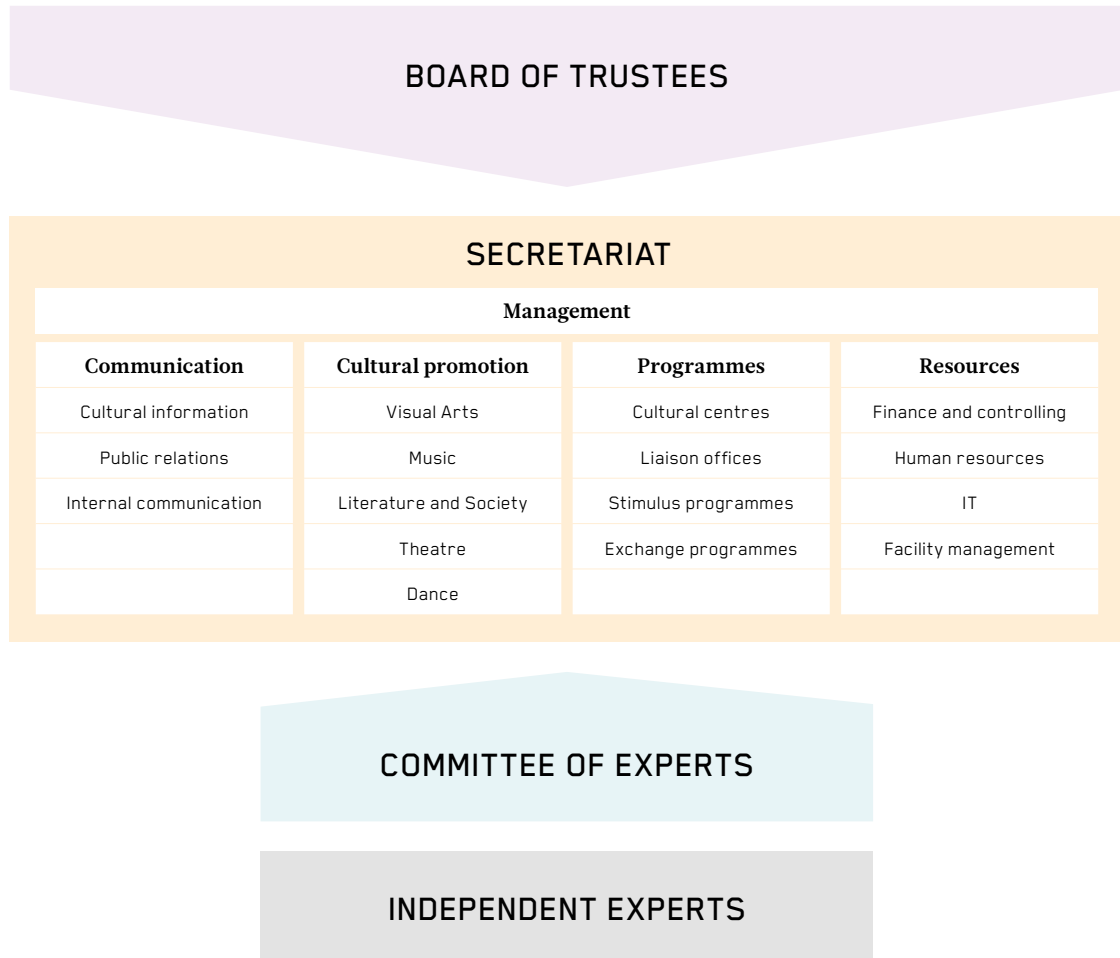 BOARD OF TRUSTEES
SECRETARIAT
Management
Communication
Cultural information
Public relations
Internal communication
Cultural promotion
Visual Arts
Music
Literature and Society
Theatre
Dance
Programmes
Cultural centres
Liaison offices
Stimulus programmes
Exchange programmes
Resources
Finance and controlling
Human resources
IT
Facility management
COMMITTEE OF EXPERTS
INDEPENDENT EXPERTS